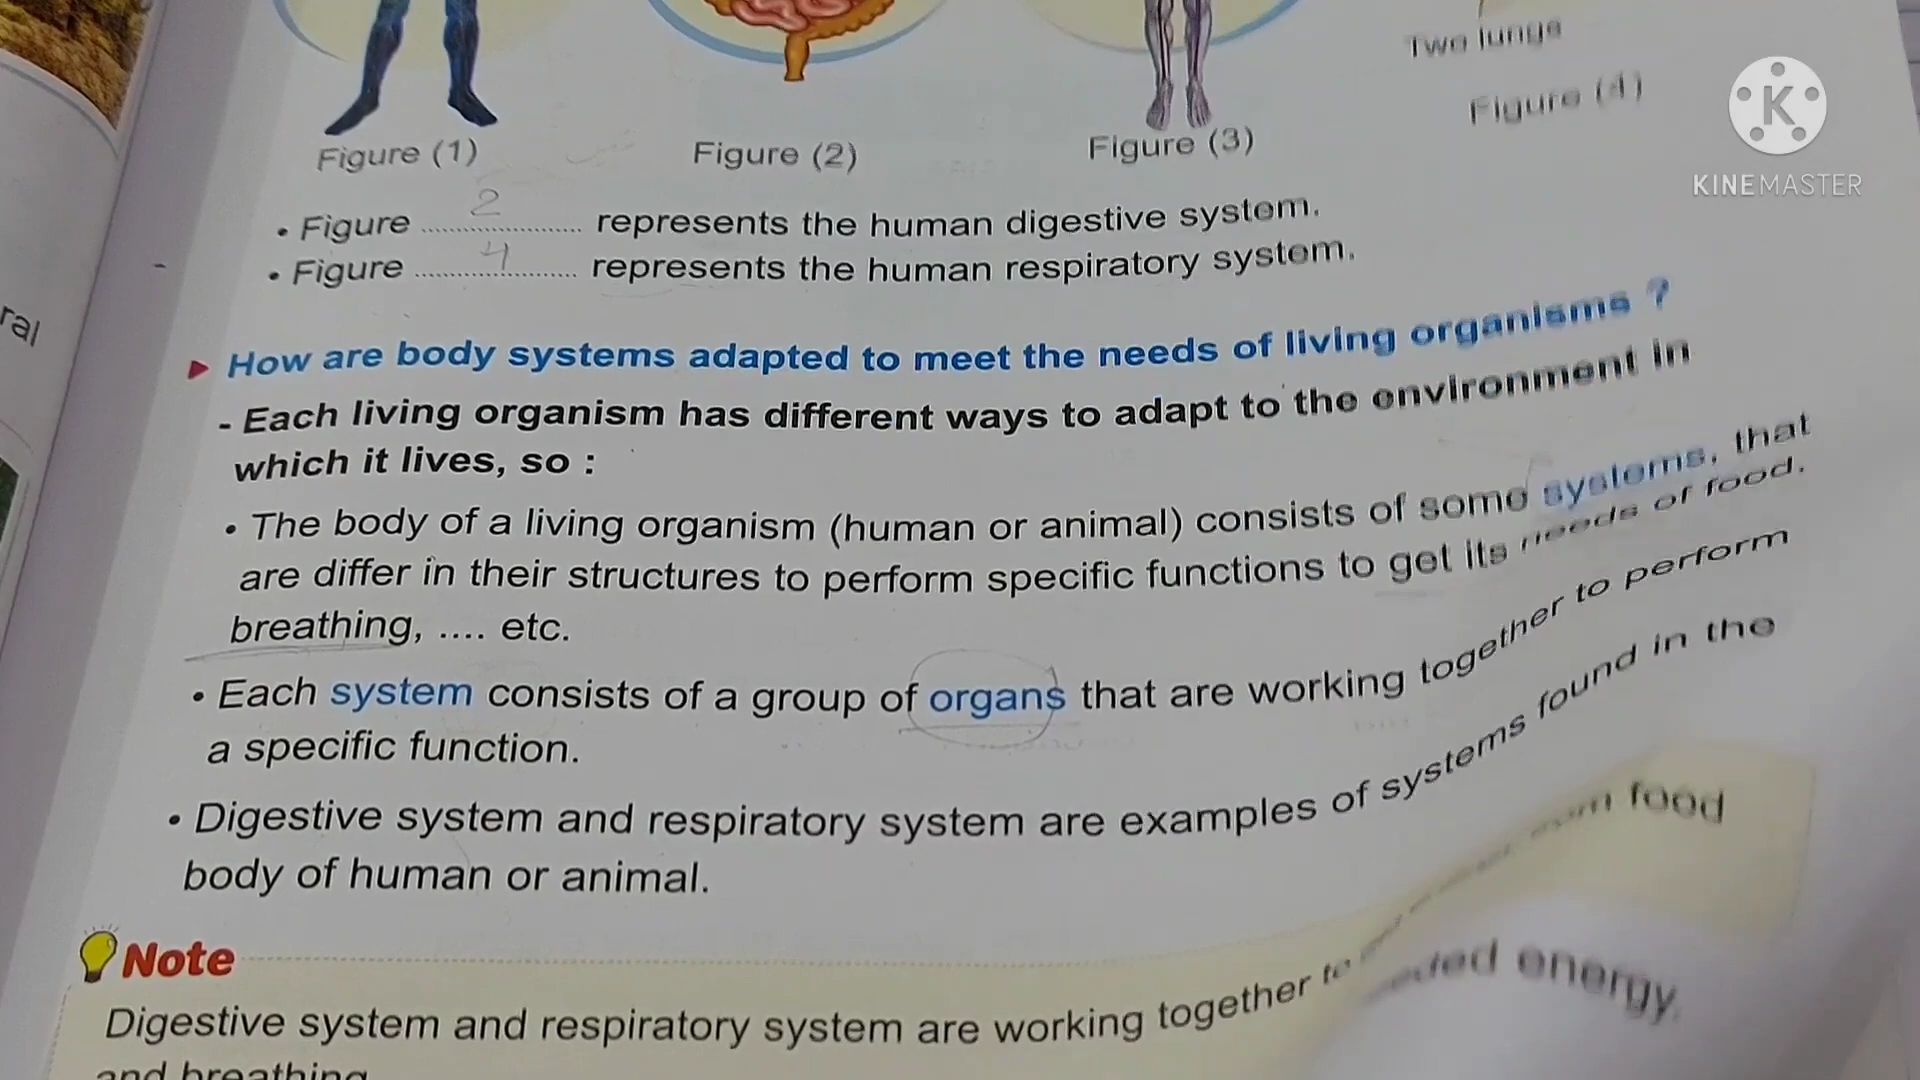 Two lungs
Figure (1)
Figure (2)
Figure (3)
Figure (4)
KINEMASTER
• Figure 2 represents the human digestive system.
• Figure 4 represents the human respiratory system.
ral
How are body systems adapted to meet the needs of living organisms ?
- Each living organism has different ways to adapt to the environment in
which it lives, so :
• The body of a living organism (human or animal) consists of some systems, that
are differ in their structures to perform specific functions to get its needs of food,
breathing, .... etc.
• Each system consists of a group of organs that are working together to perform
a specific function.
• Digestive system and respiratory system are examples of systems found in the
body of human or animal.
Note
Digestive system and respiratory system are working together to food
and breathing energy.